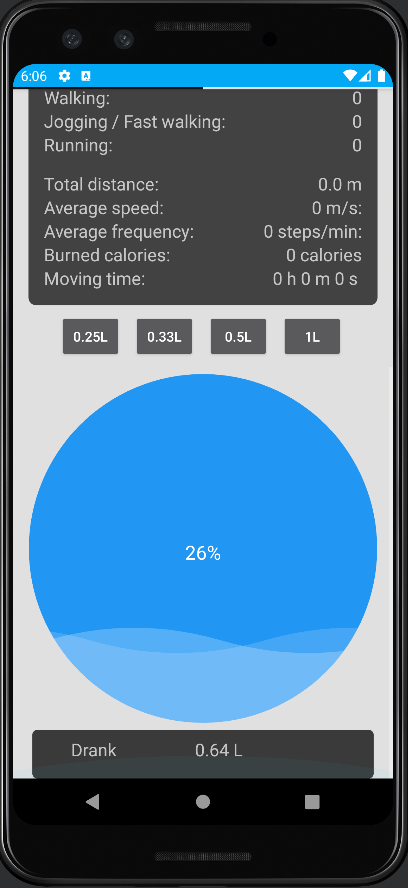 6:06 A
Walking: 0
Jogging / Fast walking: 0
Running: 0
Total distance: 0.0 m
Average speed: 0 m/s:
Average frequency: 0 steps/min:
Burned calories: 0 calories
Moving time: 0 h 0 m 0 s
0.25L 0.33L 0.5L 1L
26%
Drank 0.64 L